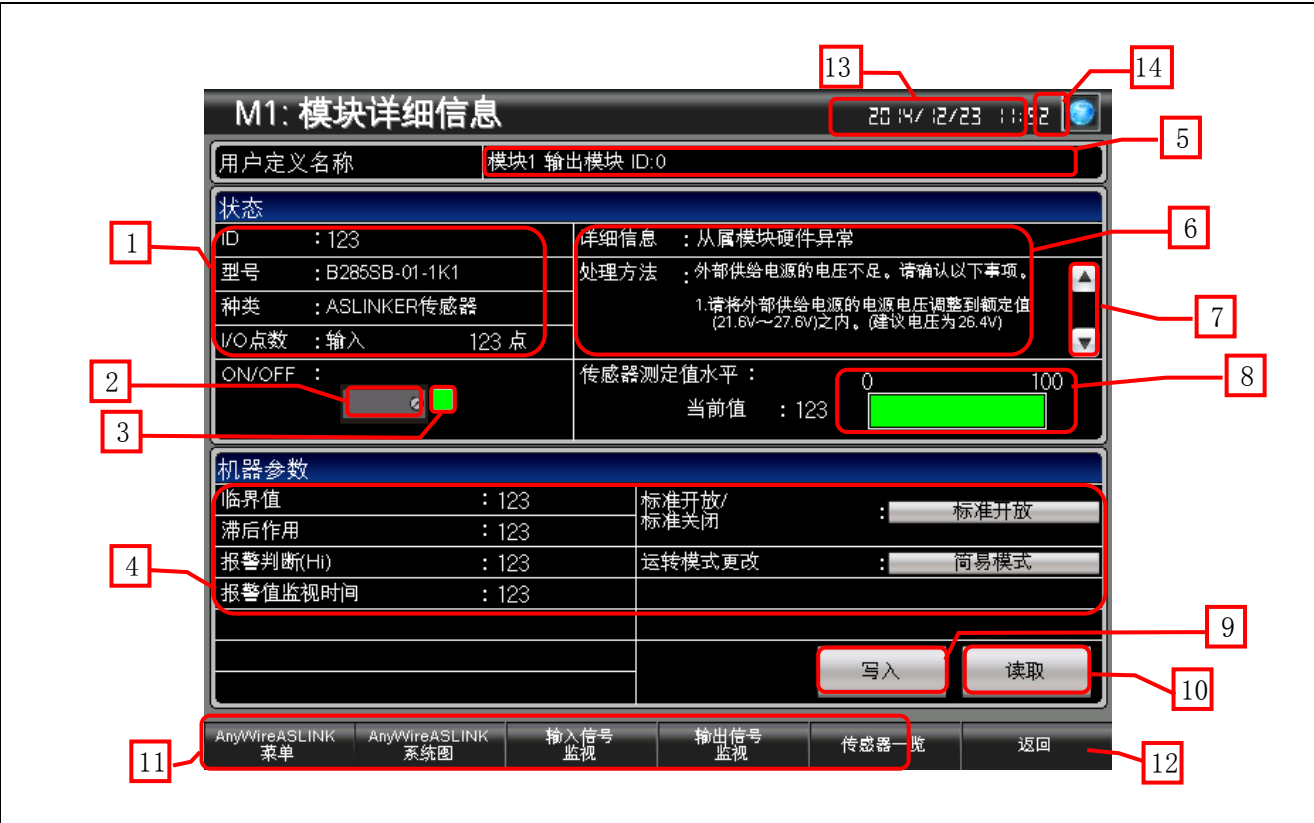 13
14
M1: 模块详细信息
2014/12/23 11:52
5
用户定义名称
模块1 输出模块 ID:0
状态
1
6
ID :123
详细信息 :从属模块硬件异常
型号 :B285SB-01-1K1
处理方法 :外部供给电源的电压不足。请确认以下事项。
种类 :ASLINKER传感器
1.请将外部供给电源的电源电压调整到额定值
(21.6V～27.6V)之内。(建议电压为26.4V)
7
I/O点数 :输入 123 点
ON/OFF :
传感器测定值水平:
2
0 100
8
当前值 :123
3
机器参数
临界值 :123
标准开放/
标准关闭 :
标准开放
滞后作用 :123
4
报警判断(Hi) :123
运转模式更改 : 简易模式
报警值监视时间 :123
9
写入
读取
10
AnyWireASLINK
菜单
AnyWireASLINK
系统图
输入信号
监视
输出信号
监视
传感器一览
返回
11
12